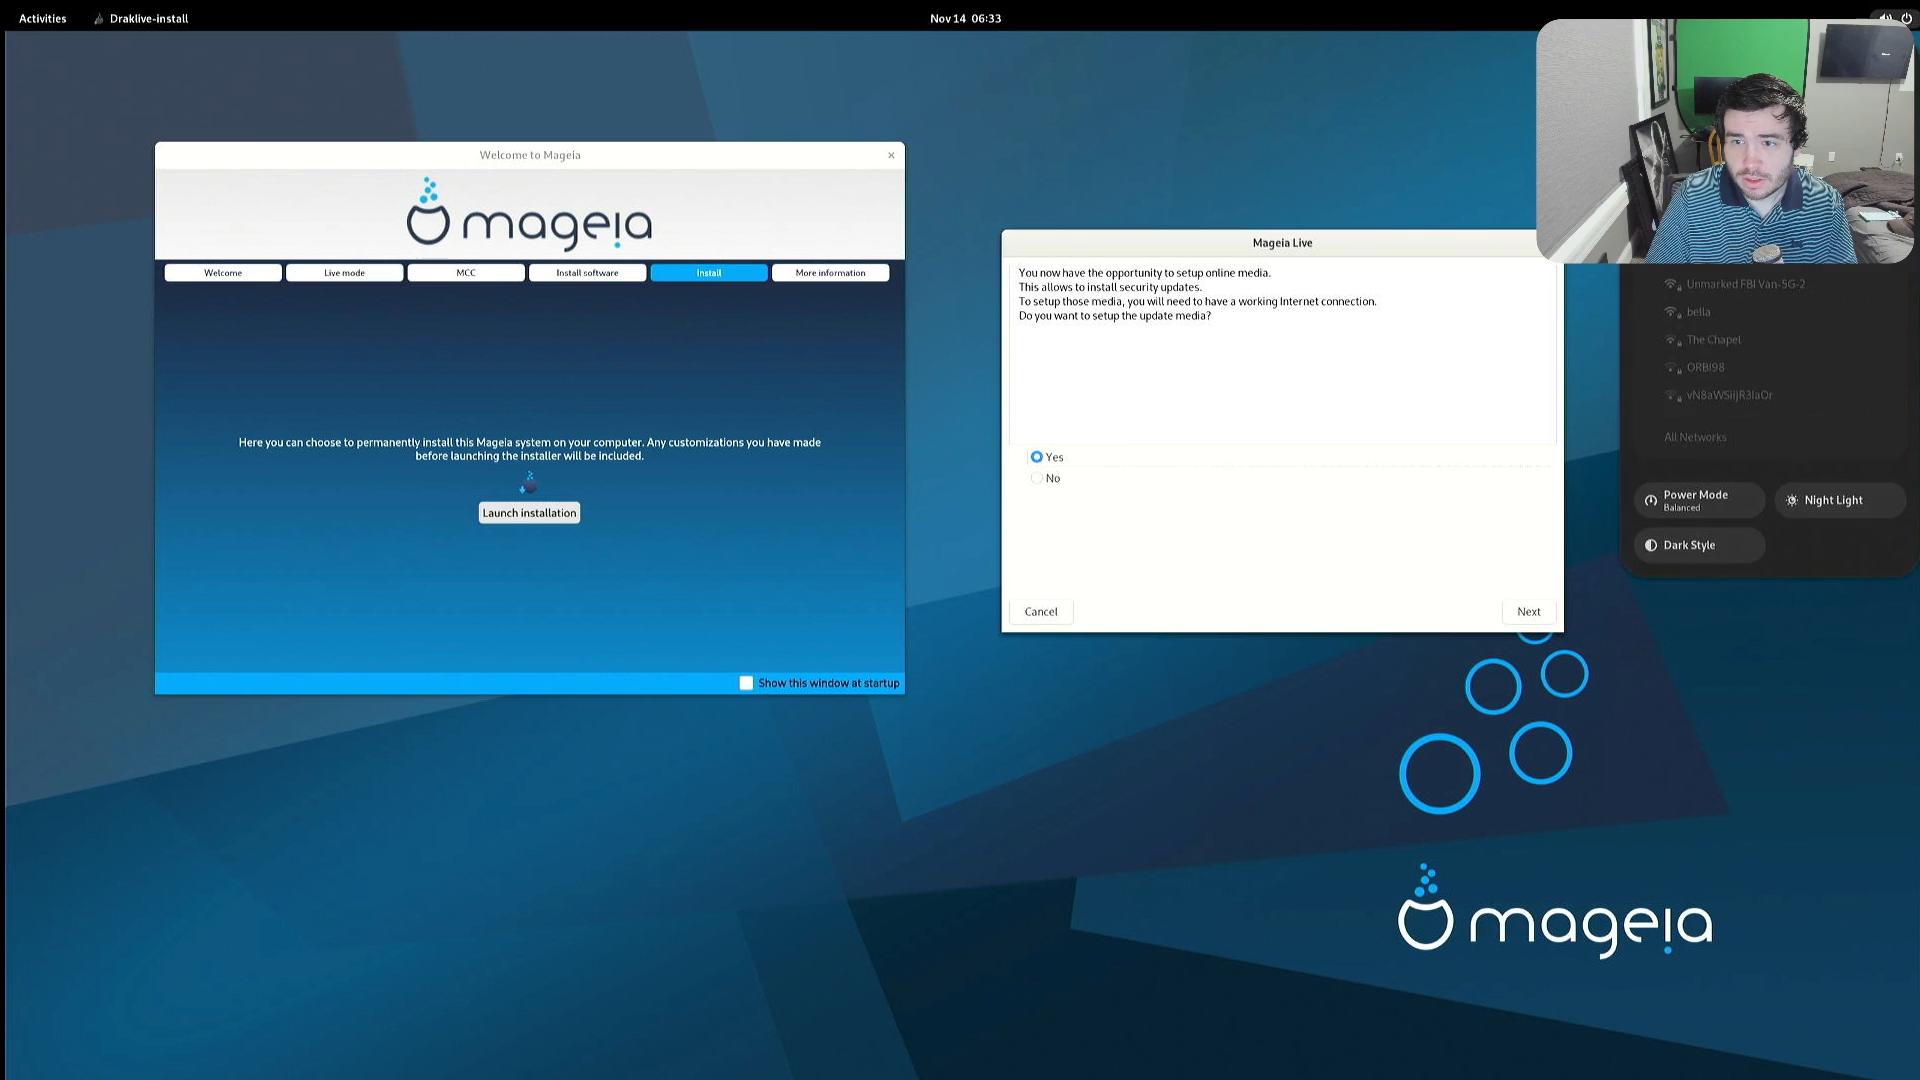 Activities
Draklive-install
Nov 14 06:33
Welcome to Mageia
×
mageia
Welcome
Live mode
MCC
Install software
Install
More information
Here you can choose to permanently install this Mageia system on your computer. Any customizations you have made
before launching the installer will be included.
Launch installation
Show this window at startup
Mageia Live
You now have the opportunity to setup online media.
This allows to install security updates.
To setup those media, you will need to have a working Internet connection.
Do you want to setup the update media?
Yes
No
Cancel
Next
Unmarked FBI Van-5G-2
bella
The Chapel
ORBI98
All Networks
Power Mode
Balanced
Night Light
Dark Style
mageia